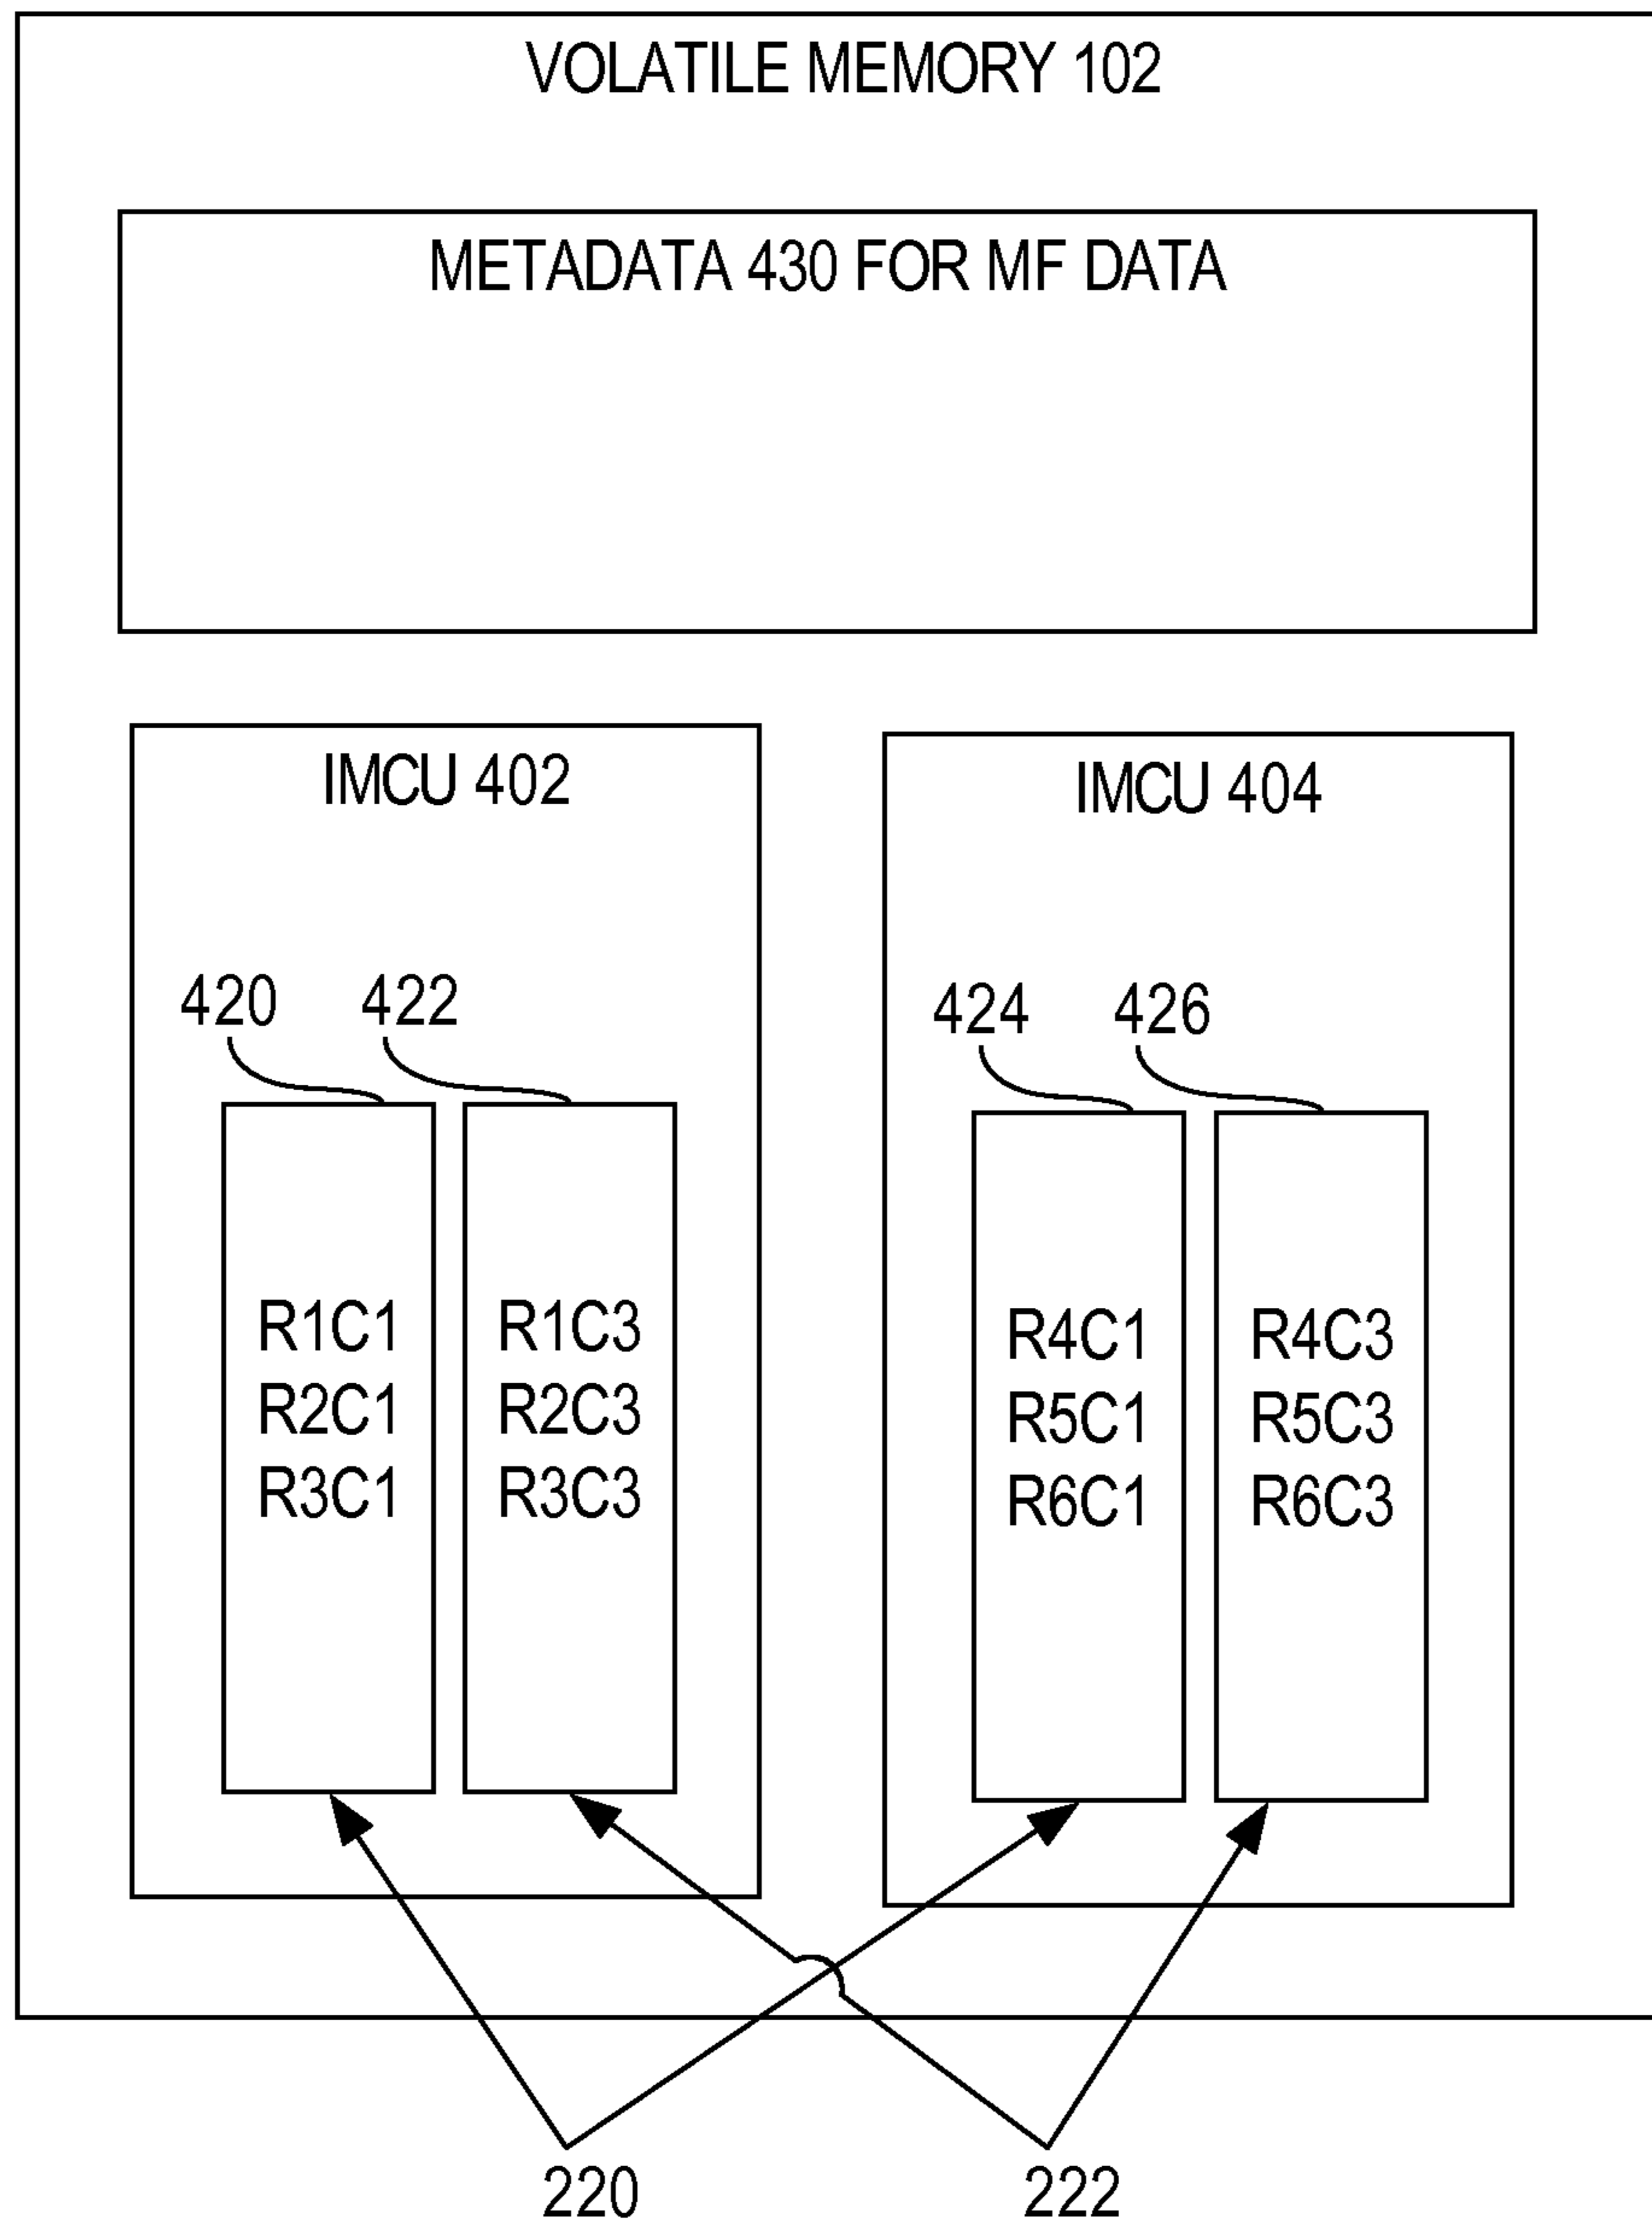 VOLATILE MEMORY 102
METADATA 430 FOR MF DATA
IMCU 402
420 422
R1C1
R2C1
R3C1
R1C3
R2C3
R3C3
IMCU 404
424 426
R4C1
R5C1
R6C1
R4C3
R5C3
R6C3
220 222